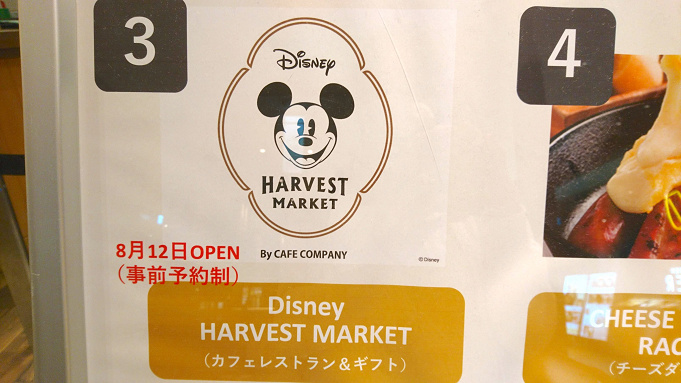 3
Disney
HARVEST
MARKET
By CAFE COMPANY
©Disney
8月12日OPEN
（事前予約制）
Disney
HARVEST MARKET
（カフェレストラン＆ギフト）
4
CHEESE
RAC
（チーズダ